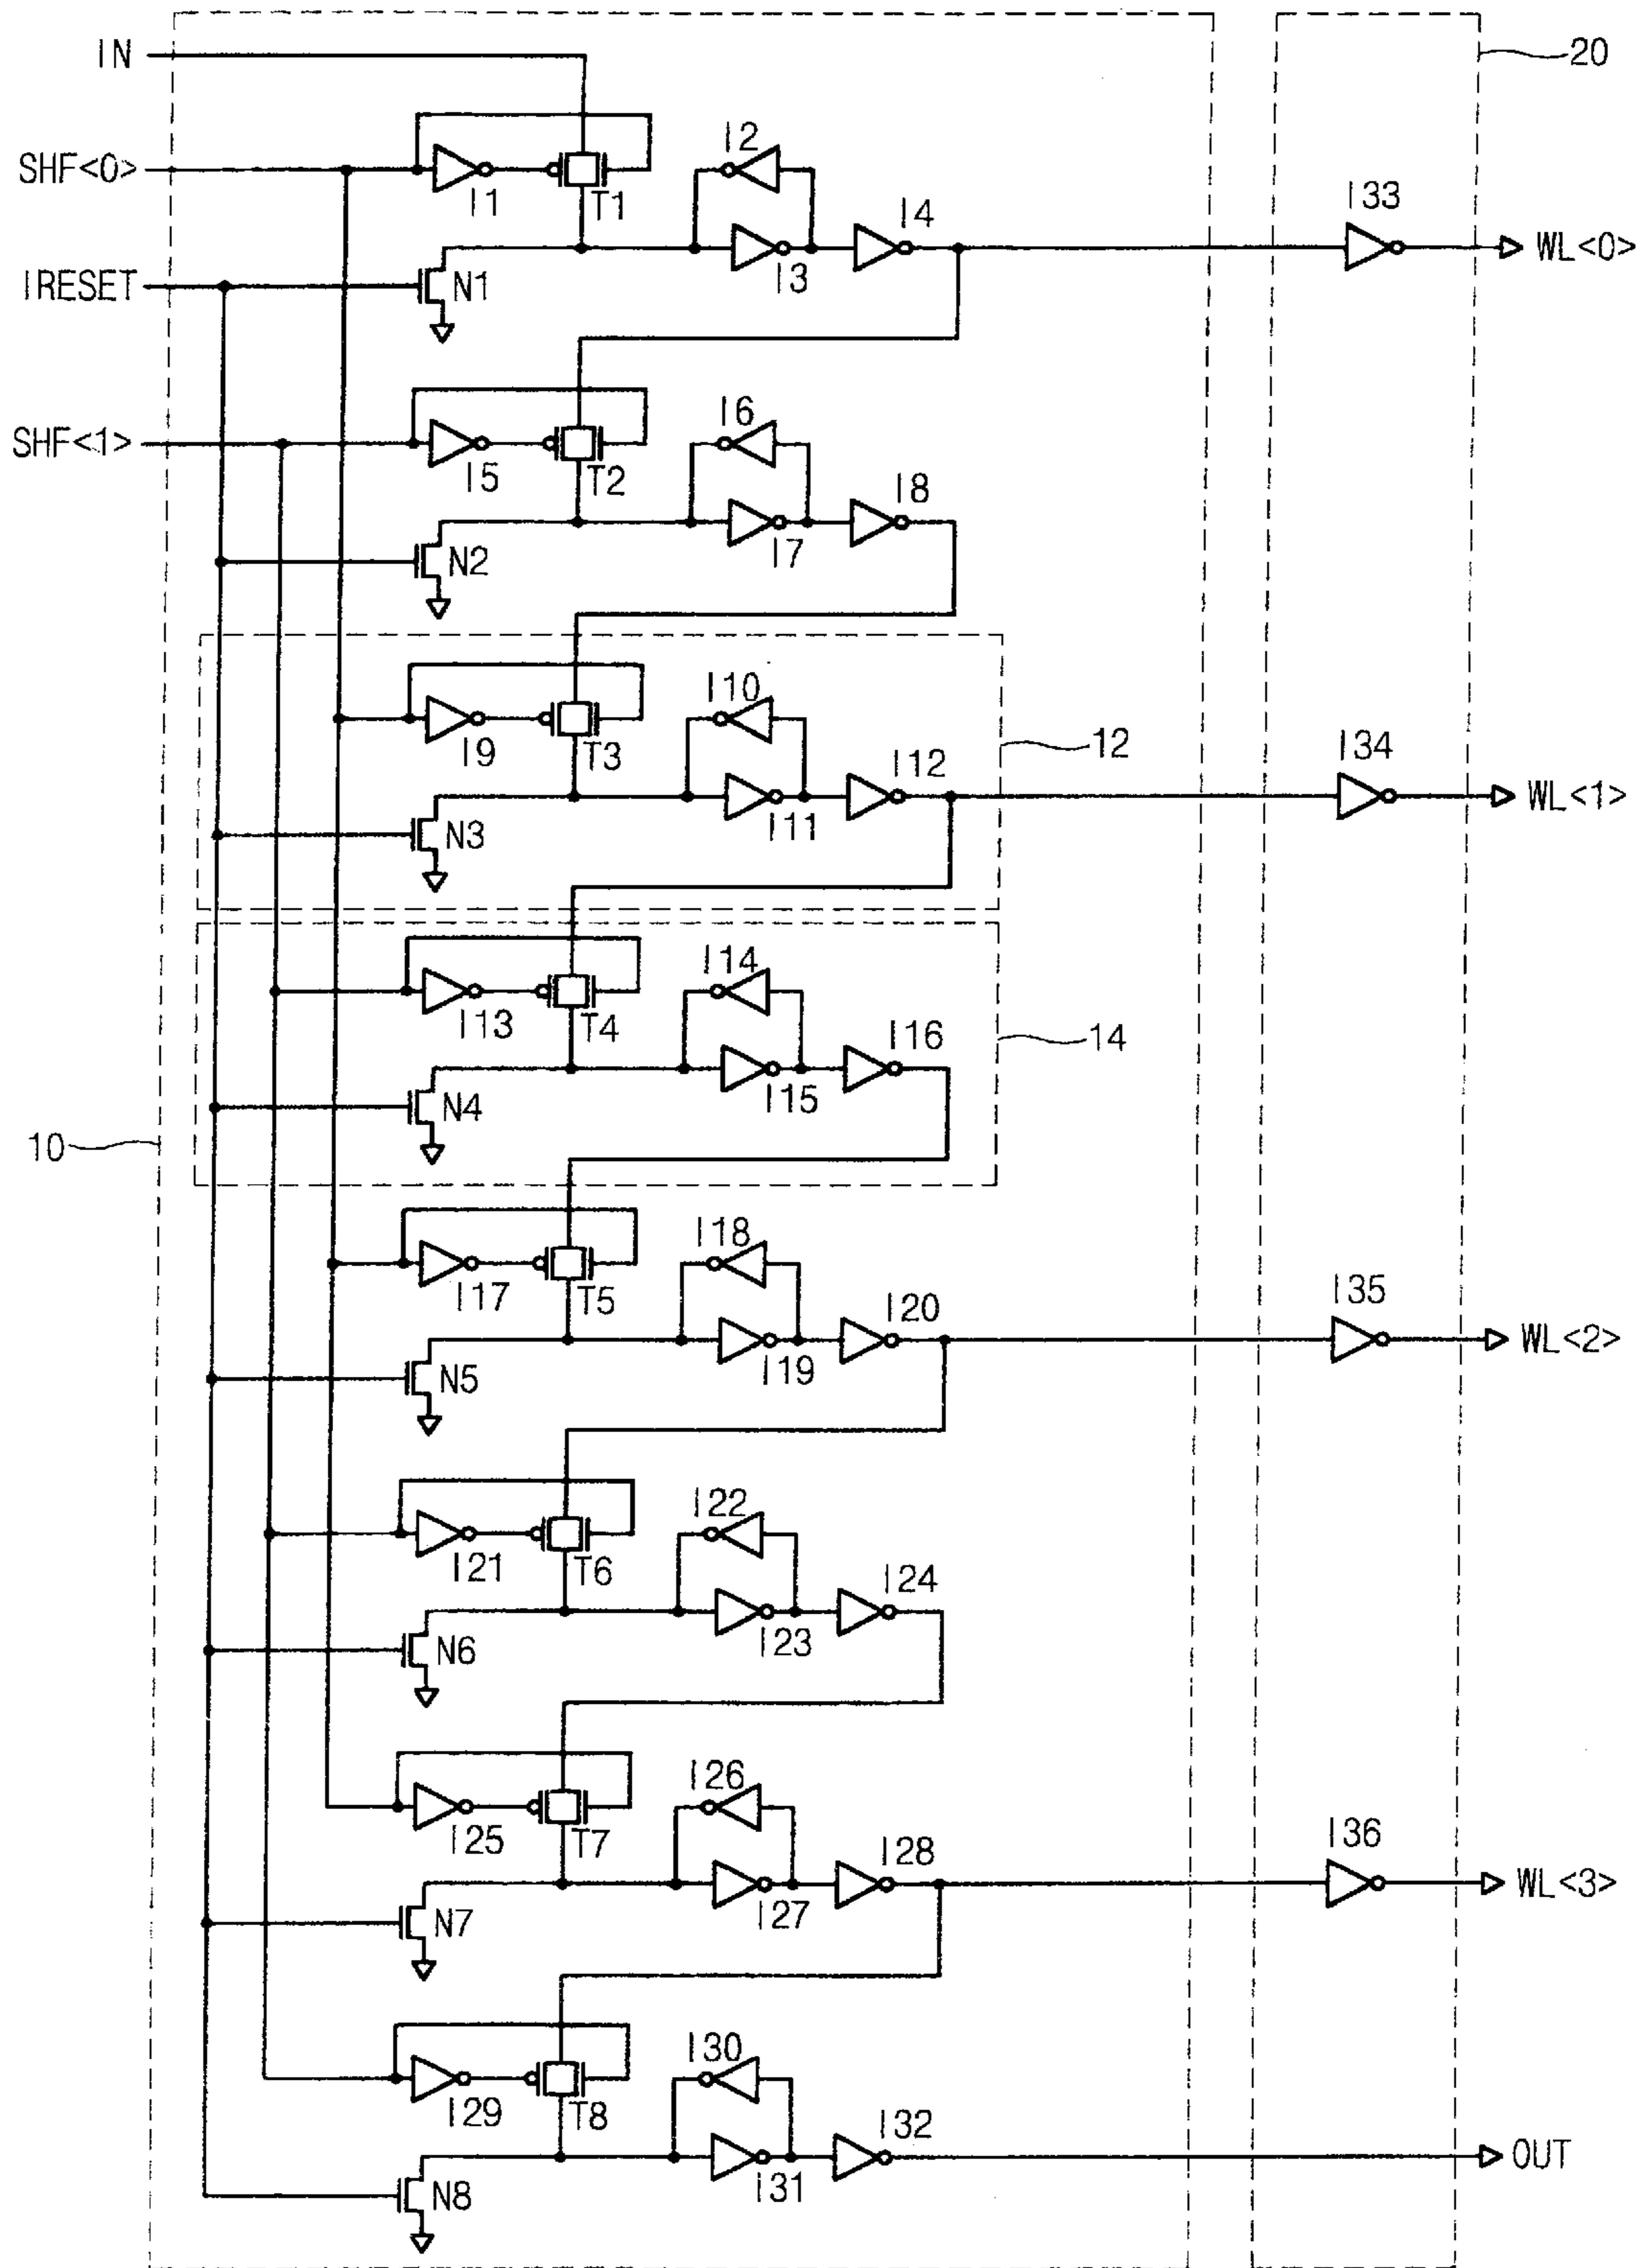 IN
20
SHF<0>
I1
T1
I2
I3
I4
I33
WL<0>
IRESET
N1
SHF<1>
I5
T2
I6
I7
I8
N2
I9
T3
I10
I11
I12
12
I34
WL<1>
N3
I13
T4
I14
I15
I16
14
N4
10
I17
T5
I18
I19
I20
I35
WL<2>
N5
I21
T6
I22
I23
I24
N6
I25
T7
I26
I27
I28
I36
WL<3>
N7
I29
T8
I30
I31
I32
OUT
N8